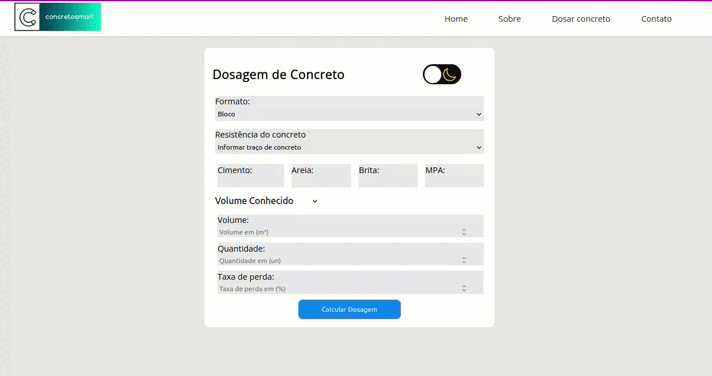 concretosmart
Home Sobre Dosar concreto Contato
Dosagem de Concreto
Formato:
Bloco
Resistência do concreto
Informar traço de concreto
Cimento: Areia: Brita: MPA:
Volume Conhecido
Volume:
Volume em (m³)
Quantidade:
Quantidade em (un)
Taxa de perda:
Taxa de perda em (%)
Calcular Dosagem